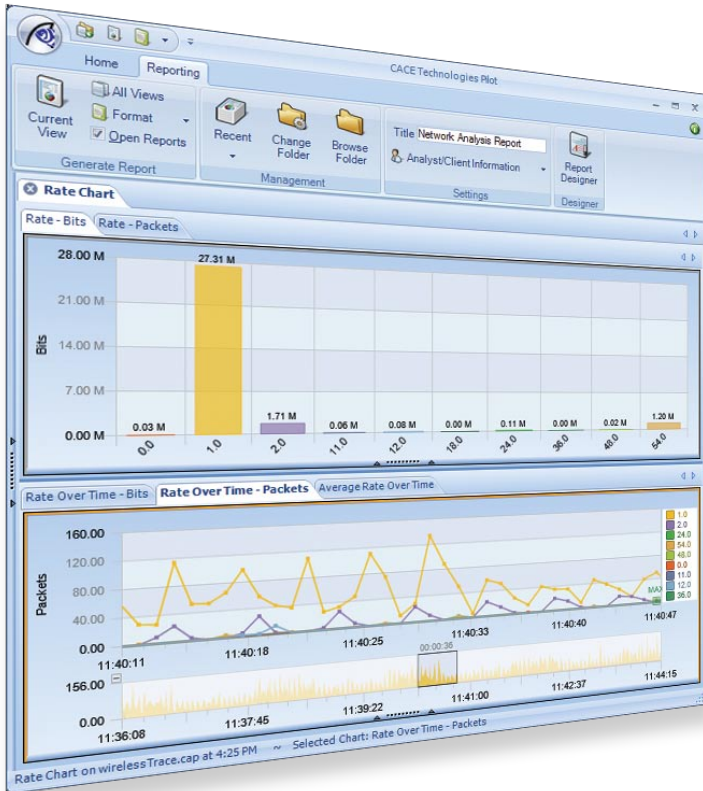 CACE Technologies Pilot
Home Reporting
Current View
All Views
Format
Open Reports
Generate Report
Recent
Change Folder
Browse Folder
Management
Title Network Analysis Report
Analyst/Client Information
Settings
Report Designer
Designer
Rate Chart
Rate - Bits Rate - Packets
Bits
28.00 M
21.00 M
14.00 M
7.00 M
0.00 M
0.03 M 27.31 M 1.71 M 0.06 M 0.08 M 0.00 M 0.11 M 0.00 M 0.02 M 1.20 M
0.0 1.0 2.0 11.0 12.0 18.0 24.0 36.0 48.0 54.0
Rate Over Time - Bits Rate Over Time - Packets Average Rate Over Time
Packets
160.00
120.00
80.00
40.00
0.00
1.0
2.0
24.0
54.0
48.0
0.0
11.0
12.0
36.0
MAX
11:40:11 11:40:18 11:40:25 11:40:33 11:40:40 11:40:47
00:00:36
156.00
0.00
11:36:08 11:37:45 11:39:22 11:41:00 11:42:37 11:44:15
Rate Chart on wirelessTrace.cap at 4:25 PM ~ Selected Chart: Rate Over Time - Packets